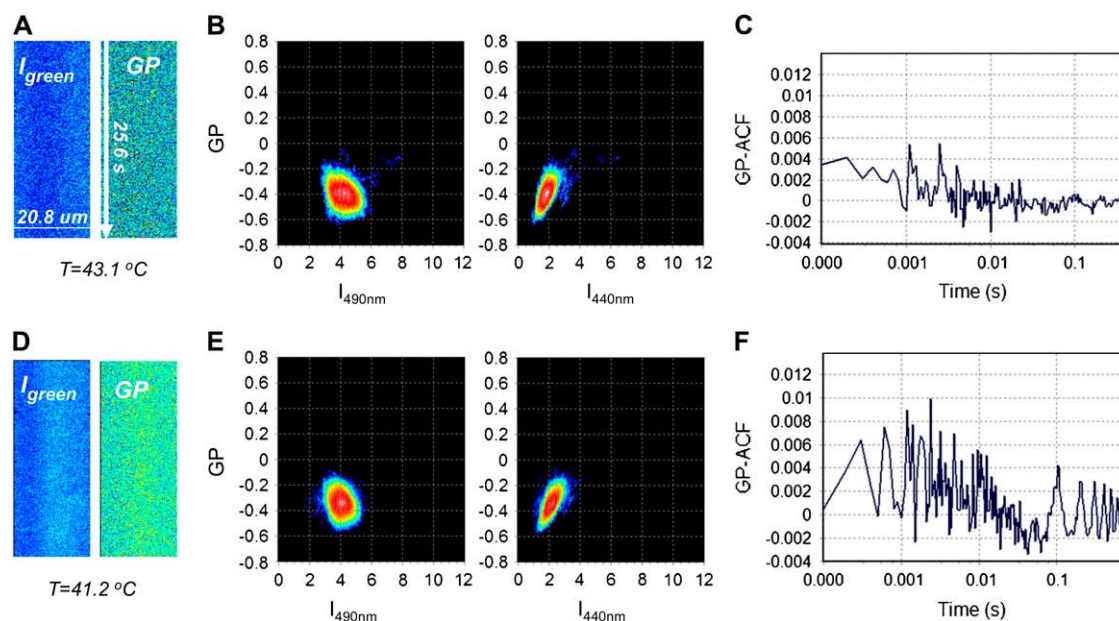 A
I green
GP
25.6 s
20.8 um
T=43.1 °C
B
GP
0.8
0.6
0.4
0.2
0
-0.2
-0.4
-0.6
-0.8
0 2 4 6 8 10 12
I490nm
0.8
0.6
0.4
0.2
0
-0.2
-0.4
-0.6
-0.8
0 2 4 6 8 10 12
I440nm
C
GP-ACF
0.012
0.01
0.008
0.006
0.004
0.002
0
-0.002
-0.004
0.000 0.001 0.01 0.1
Time (s)
D
I green
GP
T=41.2 °C
E
GP
0.8
0.6
0.4
0.2
0
-0.2
-0.4
-0.6
-0.8
0 2 4 6 8 10 12
I490nm
0.8
0.6
0.4
0.2
0
-0.2
-0.4
-0.6
-0.8
0 2 4 6 8 10 12
I440nm
F
GP-ACF
0.012
0.01
0.008
0.006
0.004
0.002
0
-0.002
-0.004
0.000 0.001 0.01 0.1
Time (s)